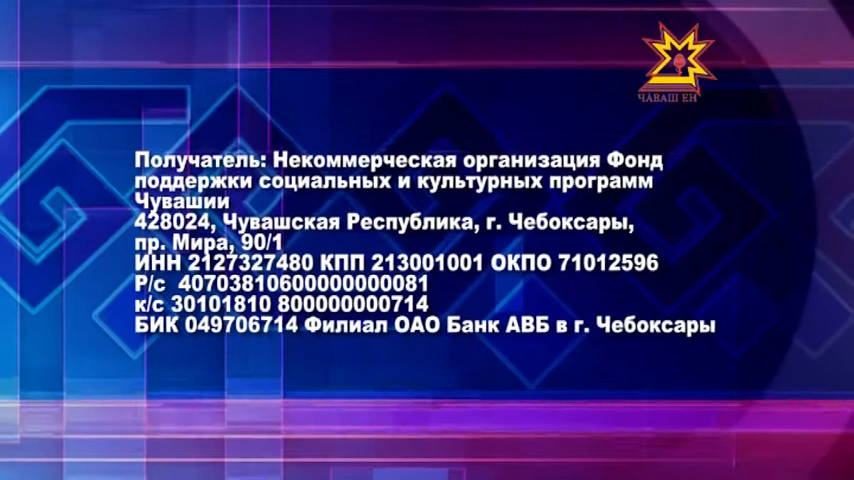 ЧӐВАШ ЕН
Получатель: Некоммерческая организация Фонд
поддержки социальных и культурных программ
Чувашии
428024, Чувашская Республика, г. Чебоксары,
пр. Мира, 90/1
ИНН 2127327480 КПП 213001001 ОКПО 71012596
Р/с 40703810600000000081
к/с 30101810 800000000714
БИК 049706714 Филиал ОАО Банк АВБ в г. Чебоксары